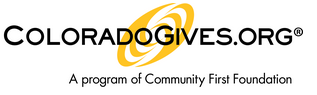 COLORADOGIVES.ORG®
A program of Community First Foundation